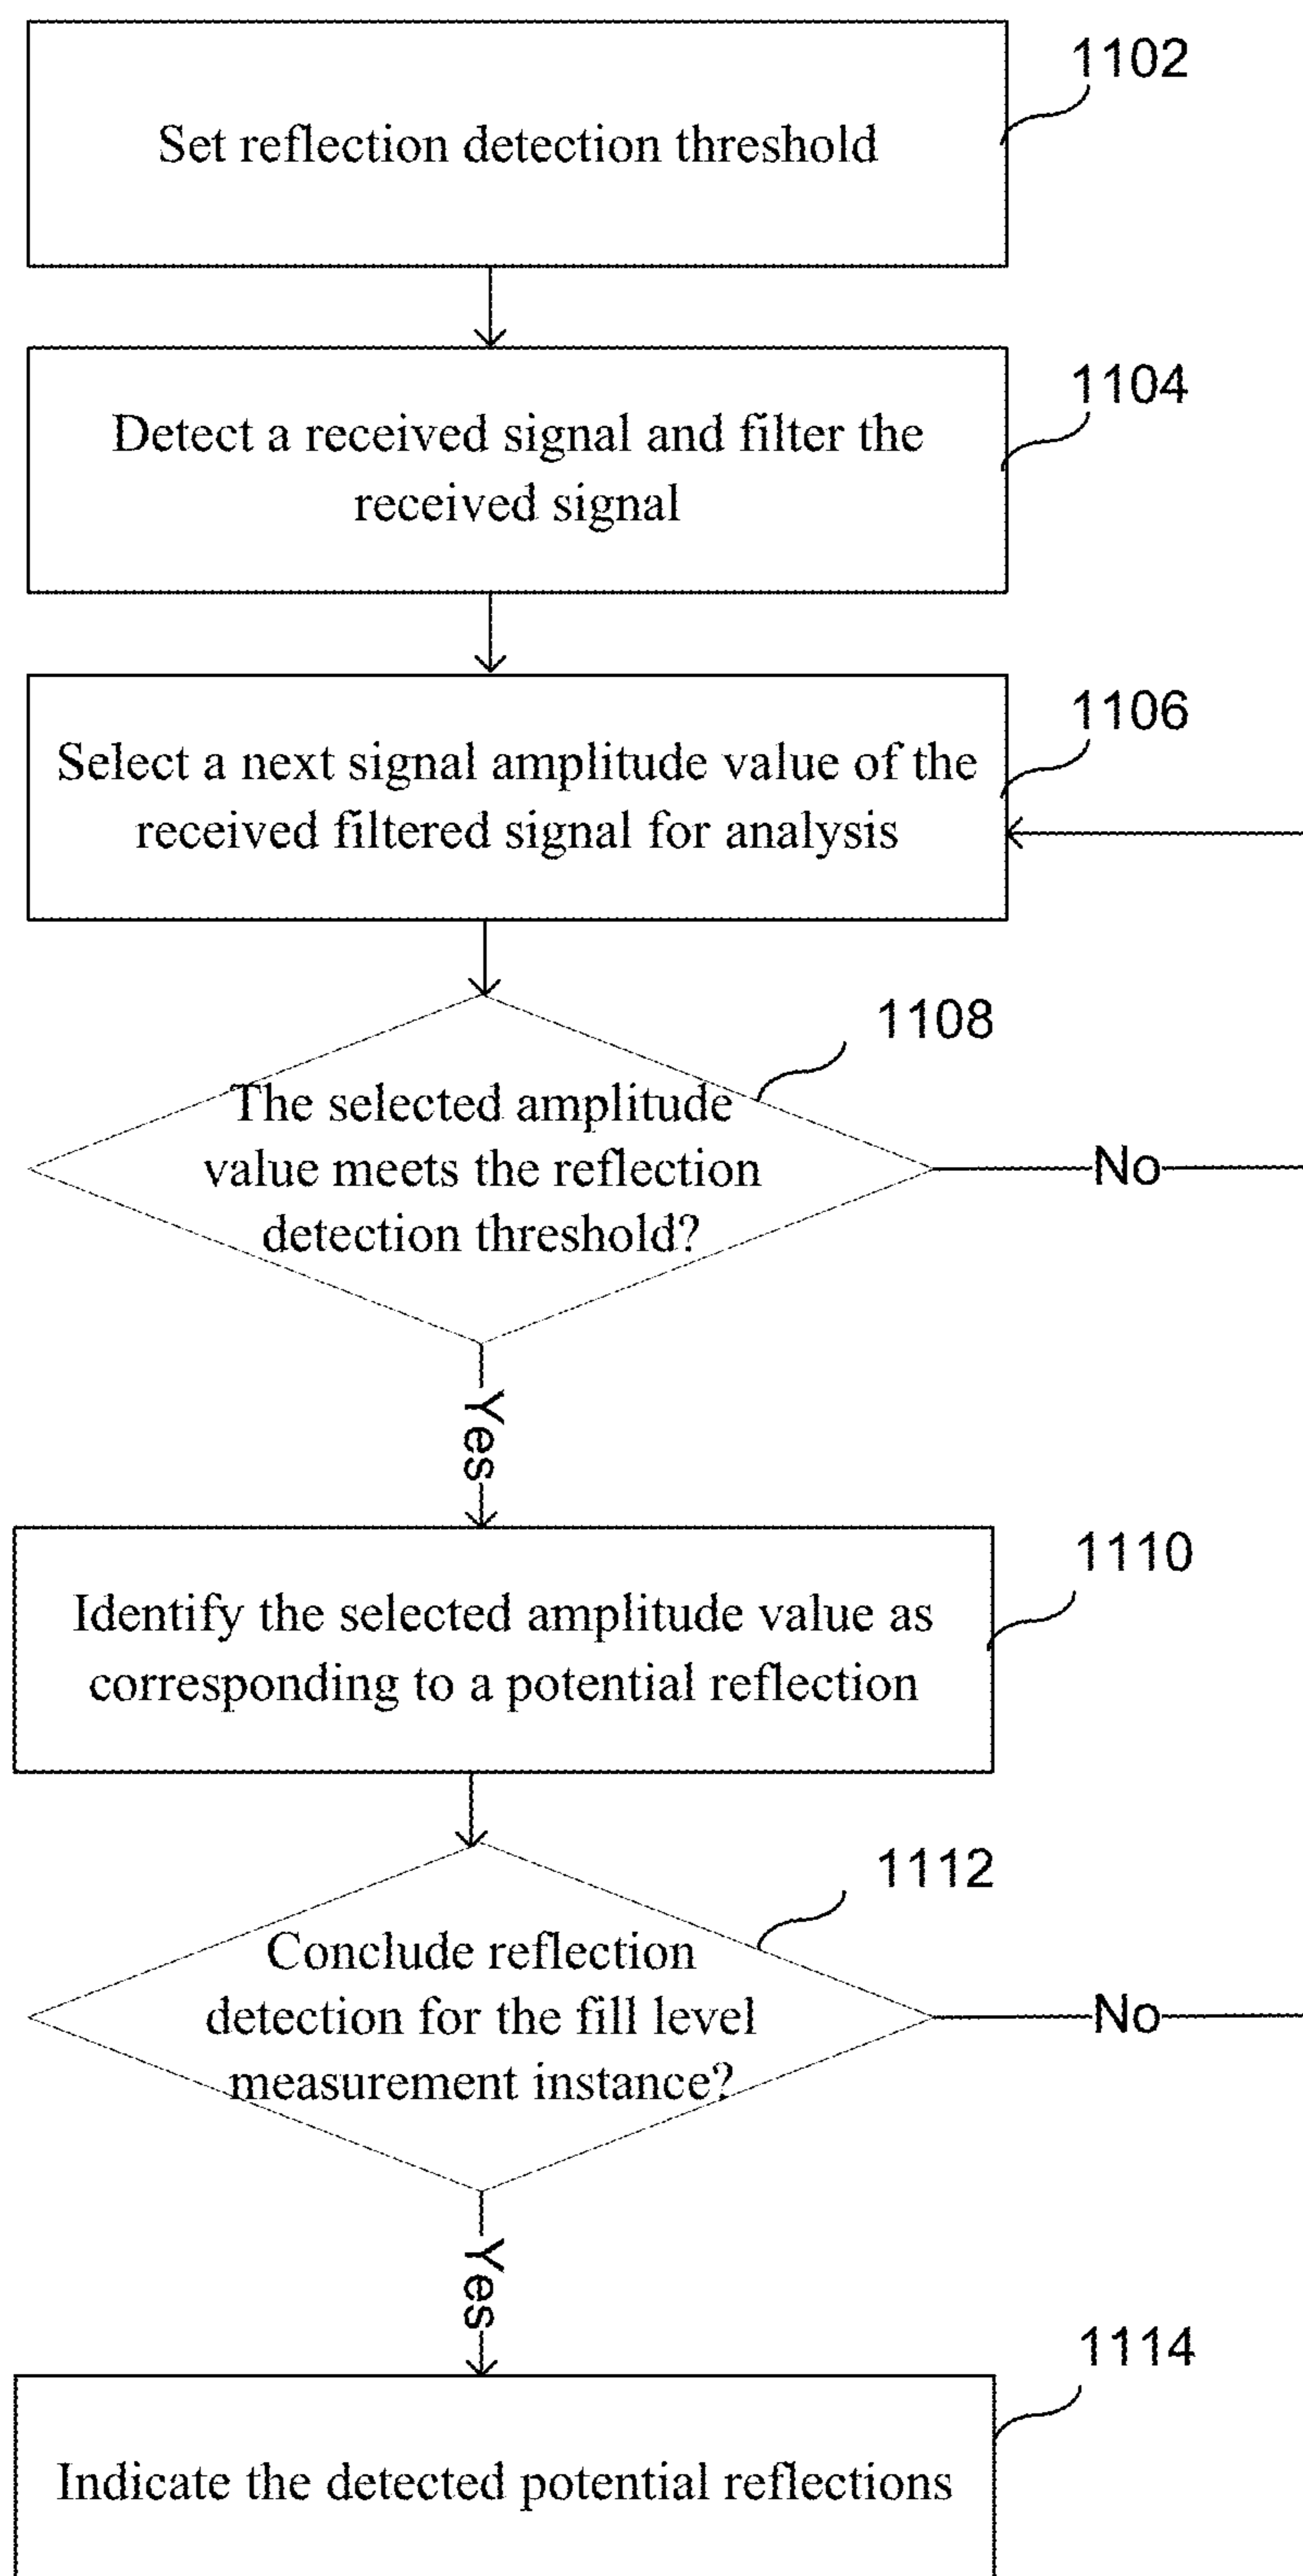 1102
Set reflection detection threshold
1104
Detect a received signal and filter the
received signal
1106
Select a next signal amplitude value of the
received filtered signal for analysis
1108
The selected amplitude
value meets the reflection
detection threshold?
No
Yes
1110
Identify the selected amplitude value as
corresponding to a potential reflection
1112
Conclude reflection
detection for the fill level
measurement instance?
No
Yes
1114
Indicate the detected potential reflections